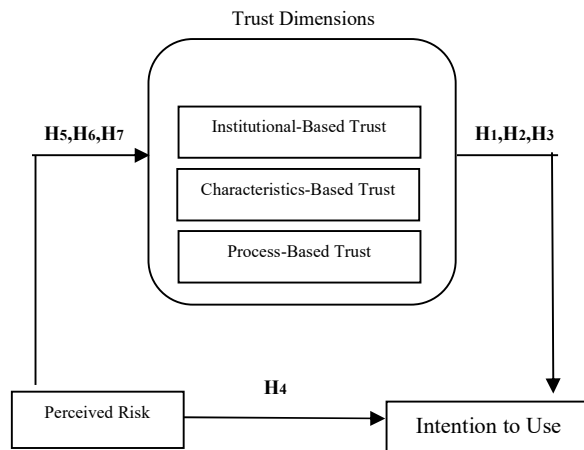 Trust Dimensions
H5,H6,H7
H1,H2,H3
Institutional-Based Trust
Characteristics-Based Trust
Process-Based Trust
H4
Perceived Risk
Intention to Use